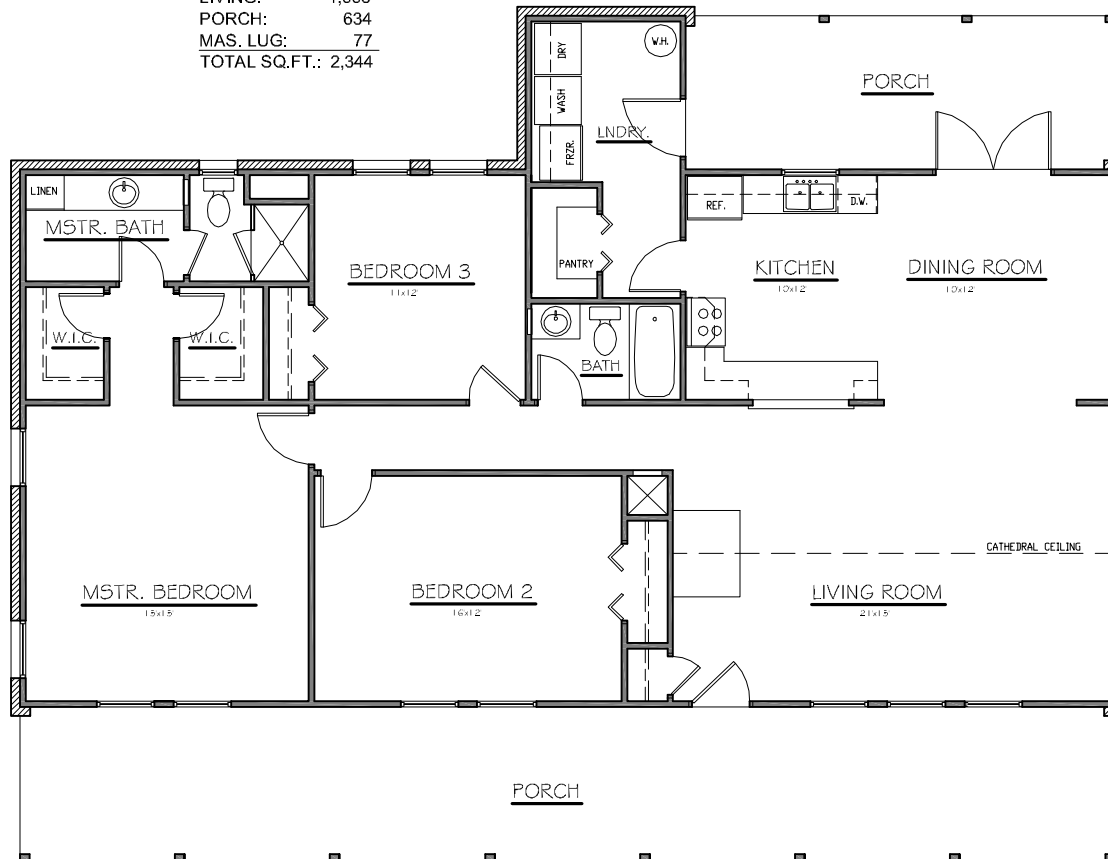 LIVING:
PORCH: 634
MAS. LUG: 77
TOTAL SQ.FT.: 2,344
DRY
W.H.
WASH
LNDRY.
FRZR.
PORCH
LINEN
MSTR. BATH
REF.
D.W.
PANTRY
BEDROOM 3
11x12'
KITCHEN
10x12'
DINING ROOM
10x12'
W.I.C.
W.I.C.
BATH
CATHEDRAL CEILING
MSTR. BEDROOM
15x15'
BEDROOM 2
16x12'
LIVING ROOM
21x15'
PORCH